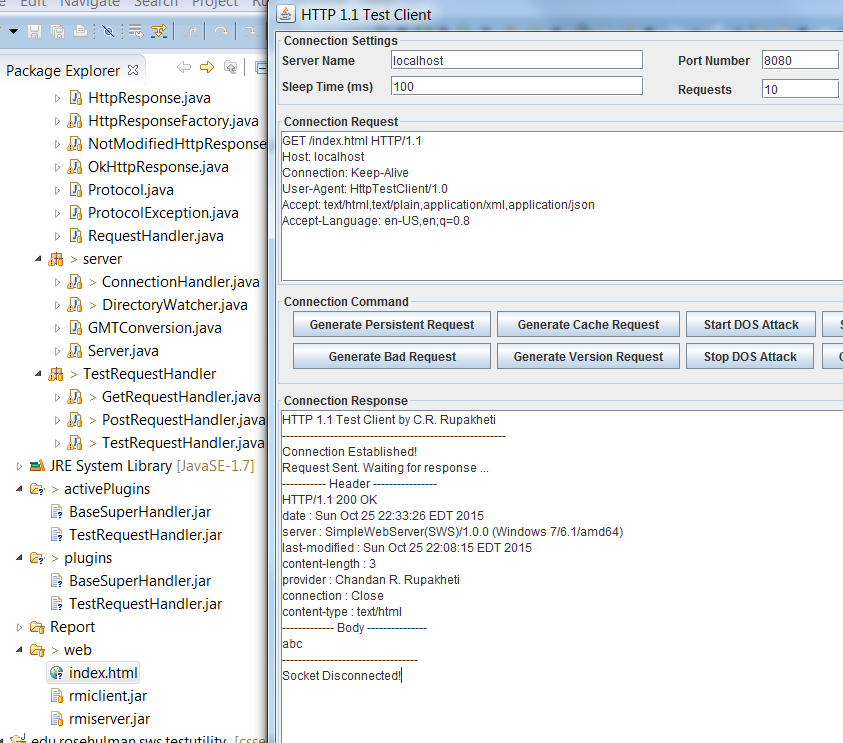 Edit Navigate Search Project
Package Explorer
HttpResponse.java
HttpResponseFactory.java
NotModifiedHttpResponse
OkHttpResponse.java
Protocol.java
ProtocolException.java
RequestHandler.java
> server
> ConnectionHandler.java
> DirectoryWatcher.java
GMTConversion.java
> Server.java
> TestRequestHandler
> GetRequestHandler.java
> PostRequestHandler.java
> TestRequestHandler.java
JRE System Library [JavaSE-1.7]
> activePlugins
BaseSuperHandler.jar
TestRequestHandler.jar
> plugins
BaseSuperHandler.jar
TestRequestHandler.jar
Report
> web
index.html
rmiclient.jar
rmiserver.jar
edu.rosehulman.sws.testutility [csse
HTTP 1.1 Test Client
Connection Settings
Server Name localhost Port Number 8080
Sleep Time (ms) 100 Requests 10
Connection Request
GET /index.html HTTP/1.1
Host: localhost
Connection: Keep-Alive
User-Agent: HttpTestClient/1.0
Accept: text/html,text/plain,application/xml,application/json
Accept-Language: en-US,en;q=0.8
Connection Command
Generate Persistent Request Generate Cache Request Start DOS Attack
Generate Bad Request Generate Version Request Stop DOS Attack
Connection Response
HTTP 1.1 Test Client by C.R. Rupakheti
--------------------------------------------------------
Connection Established!
Request Sent. Waiting for response ...
----------- Header ----------------
HTTP/1.1 200 OK
date : Sun Oct 25 22:33:26 EDT 2015
server : SimpleWebServer(SWS)/1.0.0 (Windows 7/6.1/amd64)
last-modified : Sun Oct 25 22:08:15 EDT 2015
content-length : 3
provider : Chandan R. Rupakheti
connection : Close
content-type : text/html
------------- Body ---------------
abc
----------------------------------
Socket Disconnected!